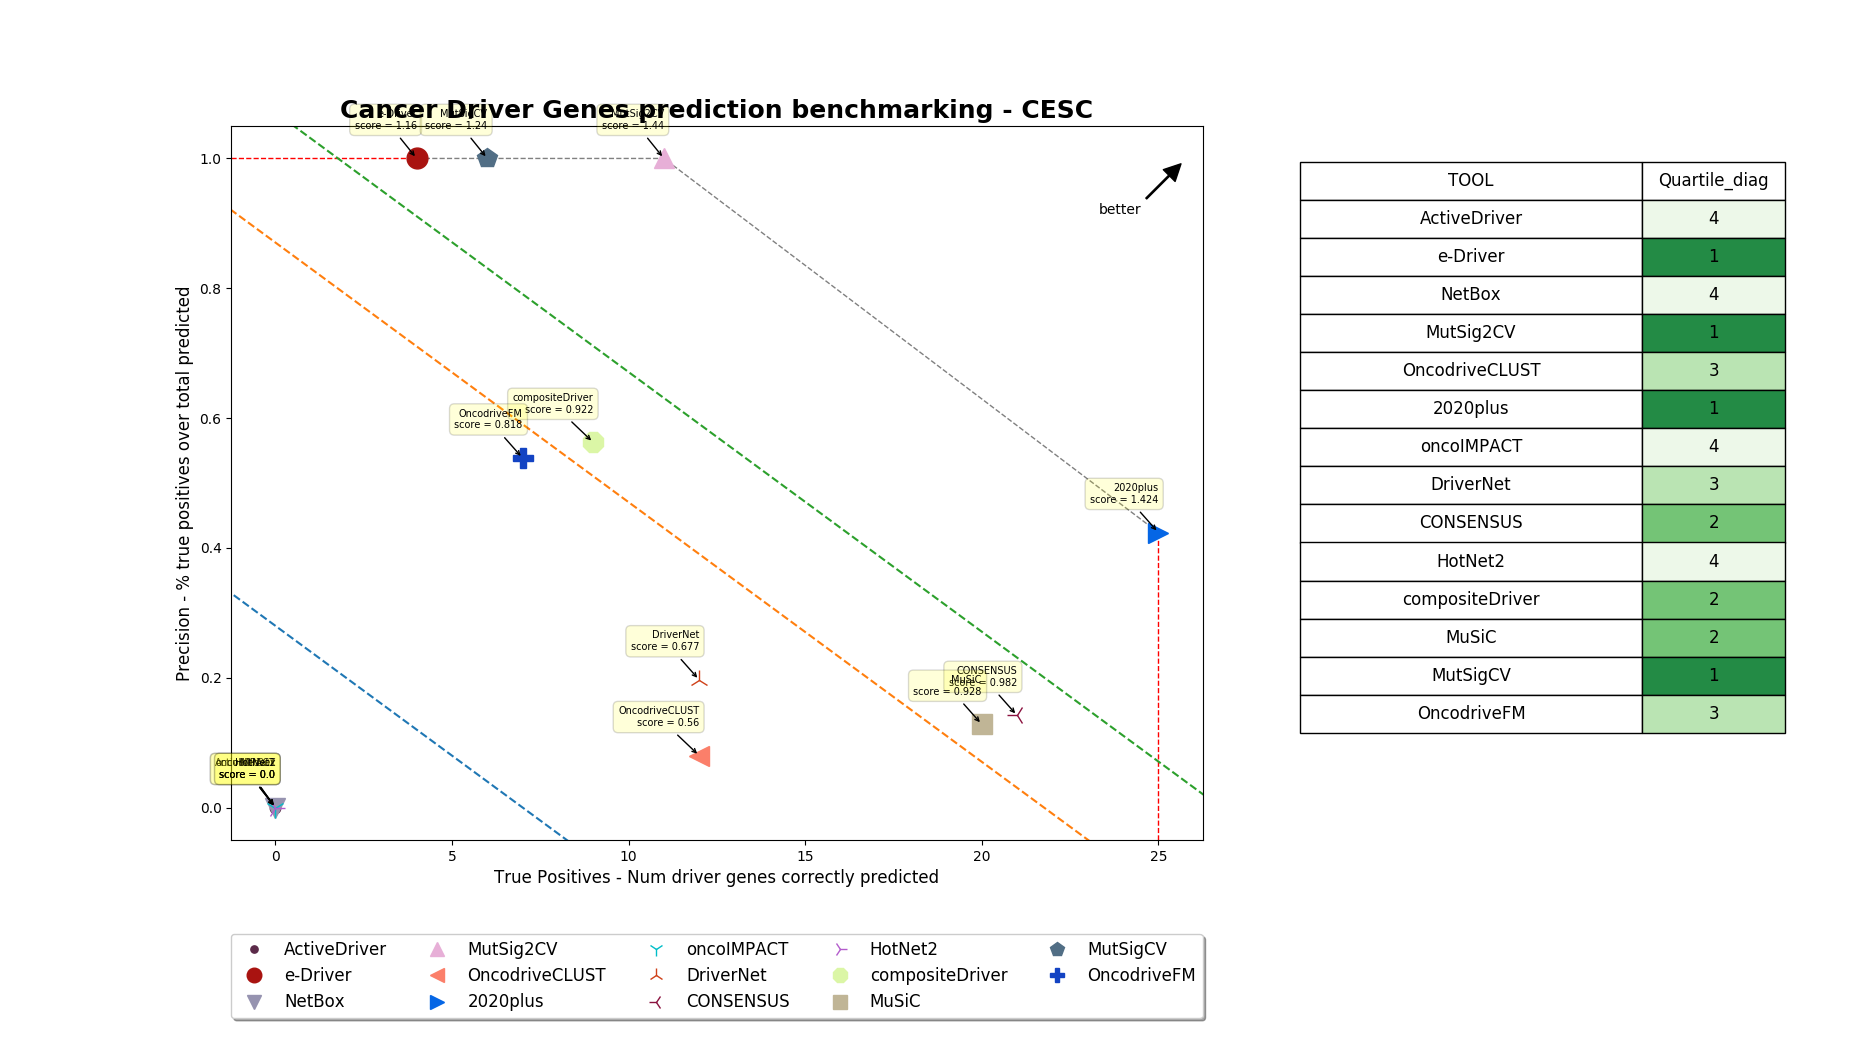 Cancer Driver Genes prediction benchmarking - CESC
score = 1.16
score = 1.24
score = 1.44
1.0
0.8
0.6
0.4
0.2
0.0
Precision - % true positives over total predicted
better
compositeDriver
score = 0.922
OncodriveFM
score = 0.818
2020plus
score = 1.424
DriverNet
score = 0.677
CONSENSUS
score = 0.982
MuSiC
score = 0.928
OncodriveCLUST
score = 0.56
score = 0.0
0 5 10 15 20 25
True Positives - Num driver genes correctly predicted
TOOL Quartile_diag
ActiveDriver 4
e-Driver 1
NetBox 4
MutSig2CV 1
OncodriveCLUST 3
2020plus 1
oncoIMPACT 4
DriverNet 3
CONSENSUS 2
HotNet2 4
compositeDriver 2
MuSiC 2
MutSigCV 1
OncodriveFM 3
ActiveDriver MutSig2CV oncoIMPACT HotNet2 MutSigCV
e-Driver OncodriveCLUST DriverNet compositeDriver OncodriveFM
NetBox 2020plus CONSENSUS MuSiC